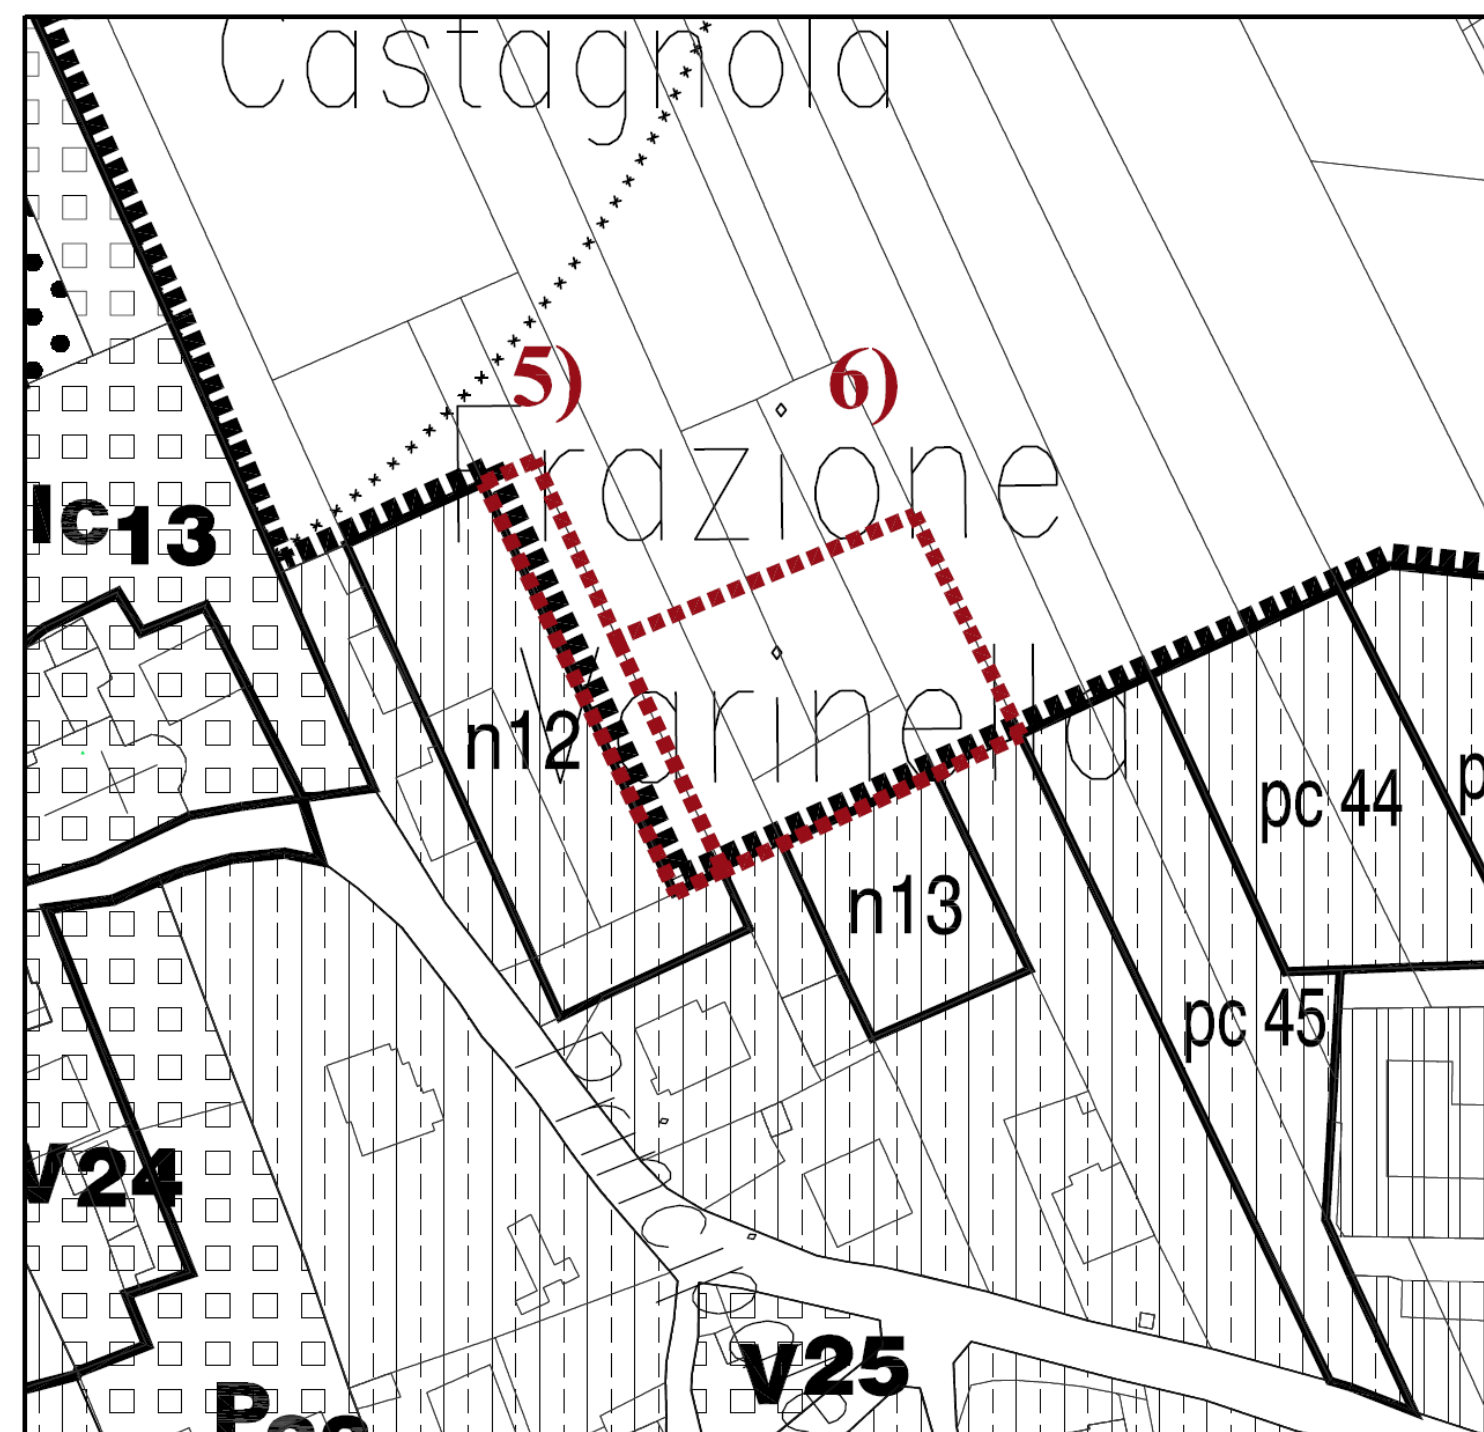 Castagnola
5)
6)
Frazione
Ic13
Varinella
n12
pc 44
p
n13
pc 45
V24
V25